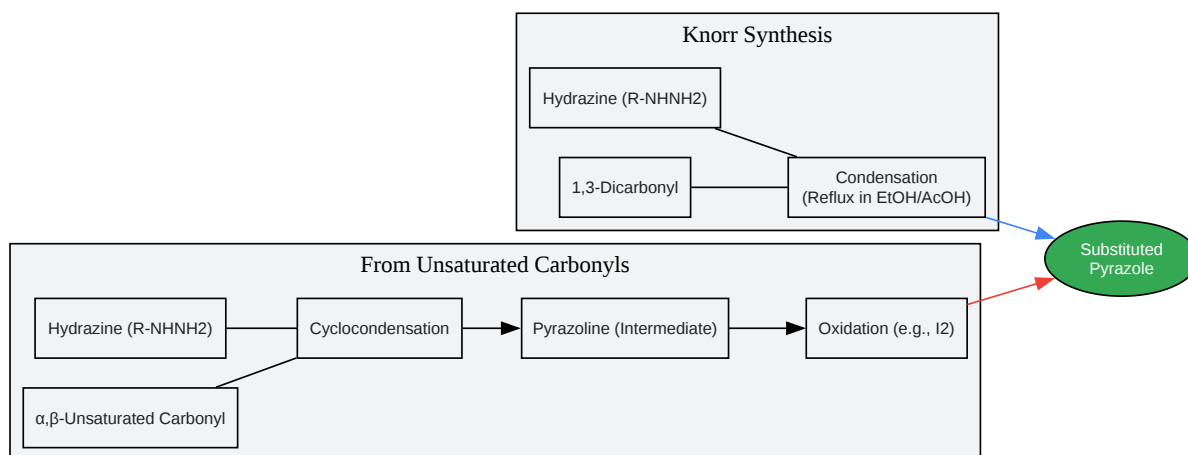 Knorr Synthesis
Hydrazine (R-NHNH2)
1,3-Dicarbonyl
Condensation
(Reflux in EtOH/AcOH)
Substituted
Pyrazole
From Unsaturated Carbonyls
Hydrazine (R-NHNH2)
Cyclocondensation
Pyrazoline (Intermediate)
Oxidation (e.g., I2)
α,β-Unsaturated Carbonyl